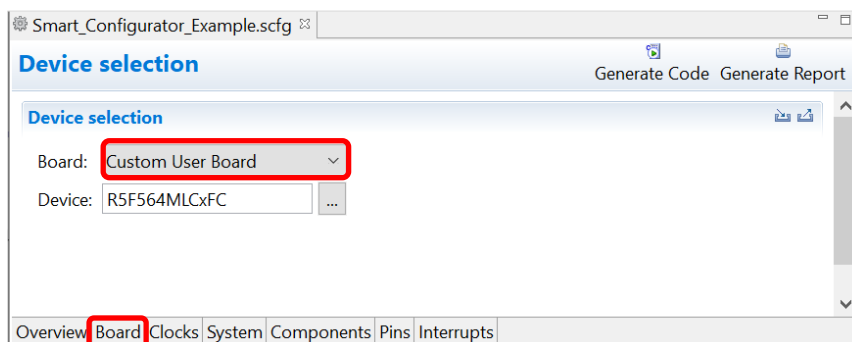 Smart_Configurator_Example.scfg
Device selection
Generate Code Generate Report
Device selection
Board: Custom User Board
Device: R5F564MLCxFC ...
Overview Board Clocks System Components Pins Interrupts